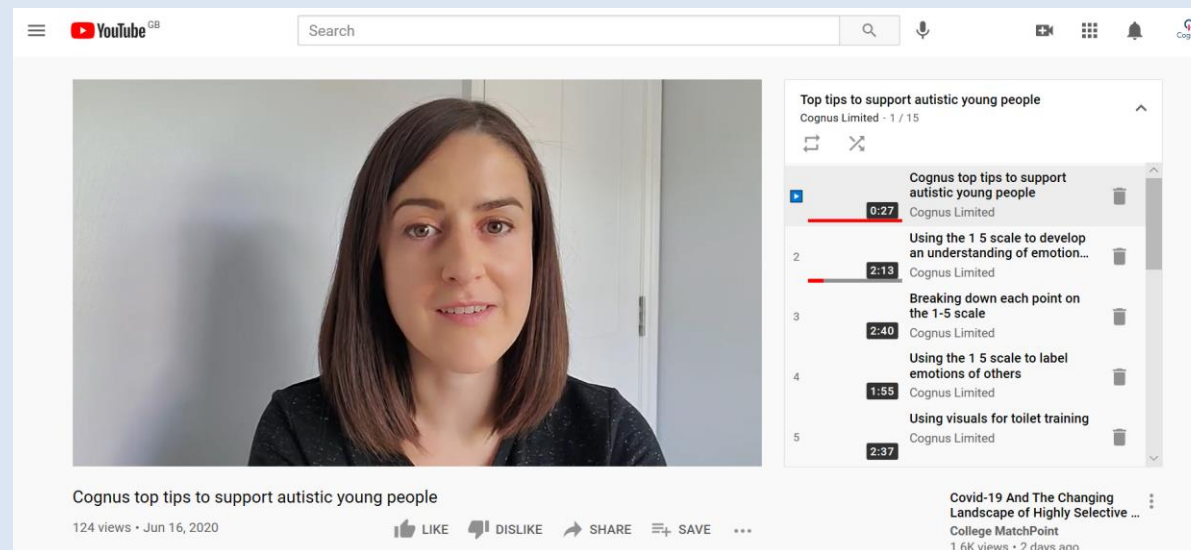 YouTube GB
Search
Top tips to support autistic young people
Cognus Limited - 1 / 15
Cognus top tips to support
autistic young people
0:27
Cognus Limited
2
Using the 1 5 scale to develop
an understanding of emotion...
2:13
Cognus Limited
3
Breaking down each point on
the 1-5 scale
2:40
Cognus Limited
4
Using the 1 5 scale to label
emotions of others
1:55
Cognus Limited
5
Using visuals for toilet training
Cognus Limited
2:37
Cognus top tips to support autistic young people
124 views • Jun 16, 2020
LIKE DISLIKE SHARE SAVE ...
Covid-19 And The Changing
Landscape of Highly Selective ...
College MatchPoint
1.6K views • 2 days ago